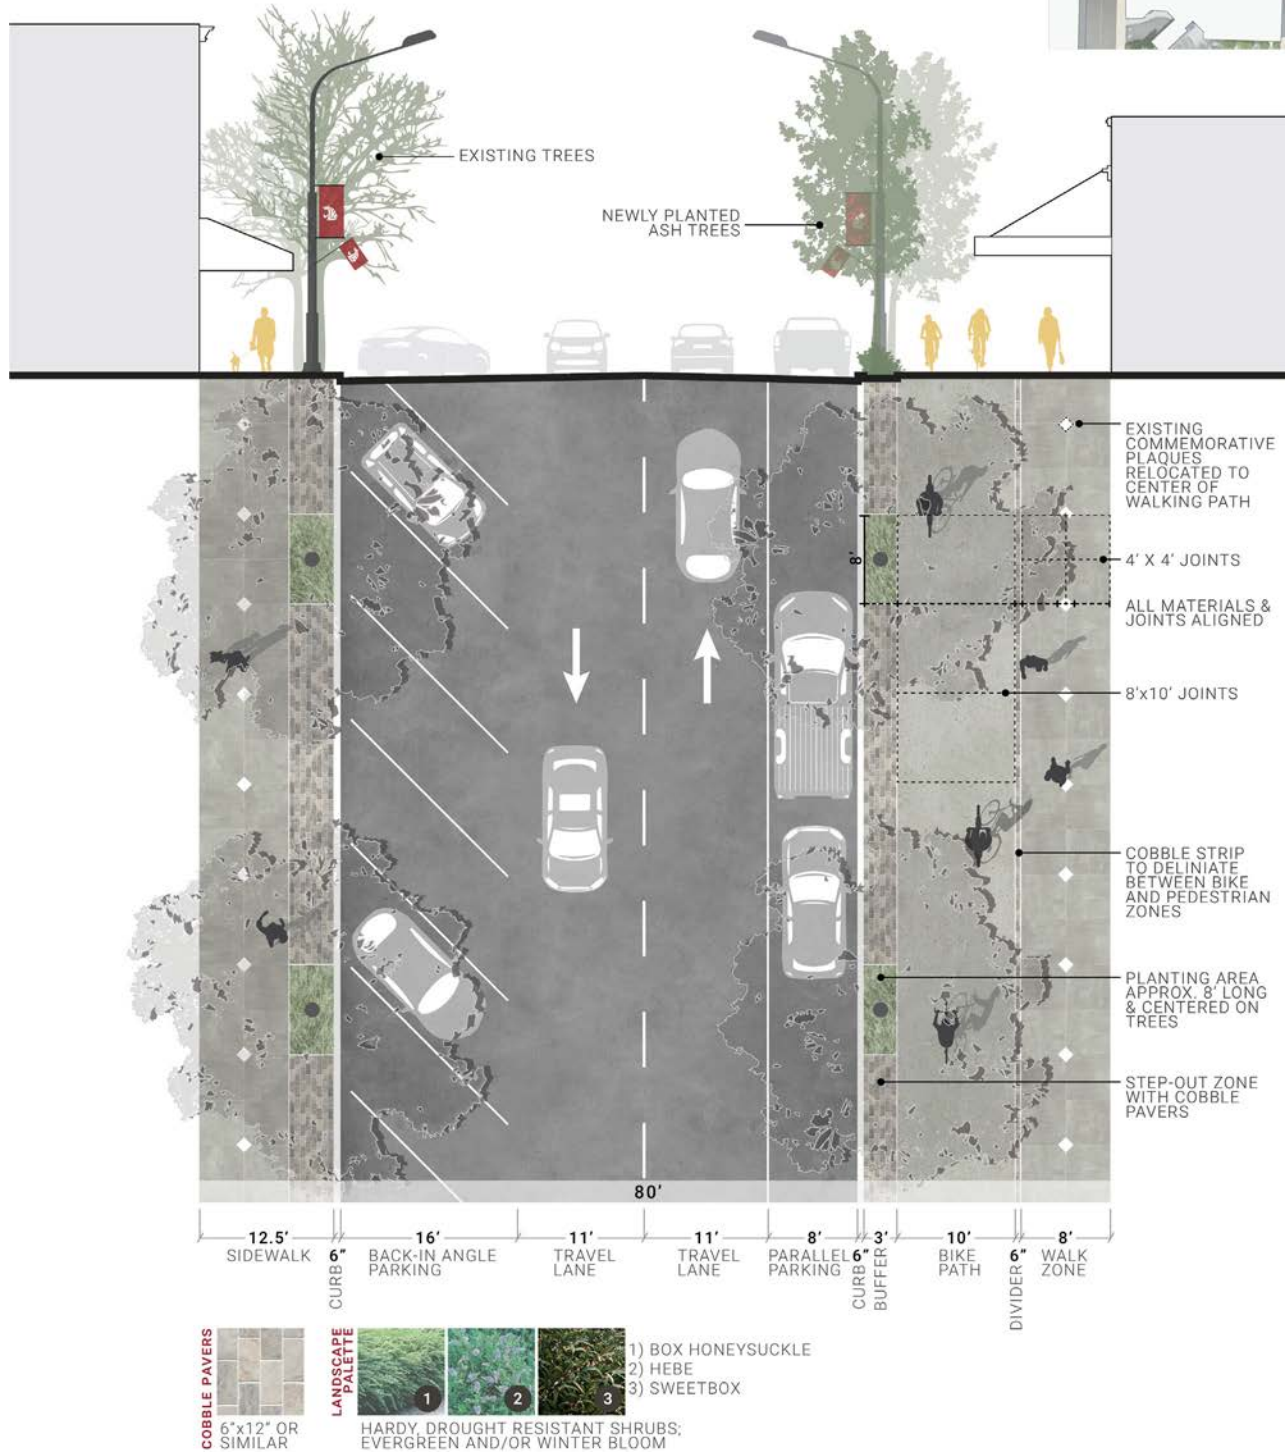 EXISTING TREES
NEWLY PLANTED
ASH TREES
EXISTING
COMMEMORATIVE
PLAQUES
RELOCATED TO
CENTER OF
WALKING PATH
8'
4' X 4' JOINTS
ALL MATERIALS &
JOINTS ALIGNED
8'x10' JOINTS
COBBLE STRIP
TO DELINIATE
BETWEEN BIKE
AND PEDESTRIAN
ZONES
PLANTING AREA
APPROX. 8' LONG
& CENTERED ON
TREES
STEP-OUT ZONE
WITH COBBLE
PAVERS
80'
12.5'
SIDEWALK
6"
CURB
16'
BACK-IN ANGLE
PARKING
11'
TRAVEL
LANE
11'
TRAVEL
LANE
8'
PARALLEL
PARKING
6"
CURB
3'
BUFFER
10'
BIKE
PATH
6"
DIVIDER
8'
WALK
ZONE
COBBLE PAVERS
6"x12" OR
SIMILAR
LANDSCAPE
PALETTE
1
2
3
1) BOX HONEYSUCKLE
2) HEBE
3) SWEETBOX
HARDY, DROUGHT RESISTANT SHRUBS;
EVERGREEN AND/OR WINTER BLOOM